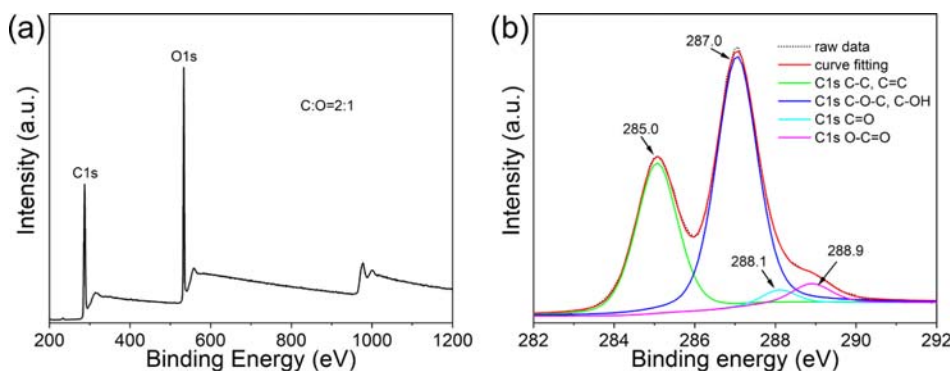 (a)
O1s
C:O=2:1
C1s
Intensity (a.u.)
200 400 600 800 1000 1200
Binding Energy (eV)
(b)
287.0
285.0
288.1
288.9
raw data
curve fitting
C1s C-C, C=C
C1s C-O-C, C-OH
C1s C=O
C1s O-C=O
Intensity (a.u.)
282 284 286 288 290 292
Binding energy (eV)